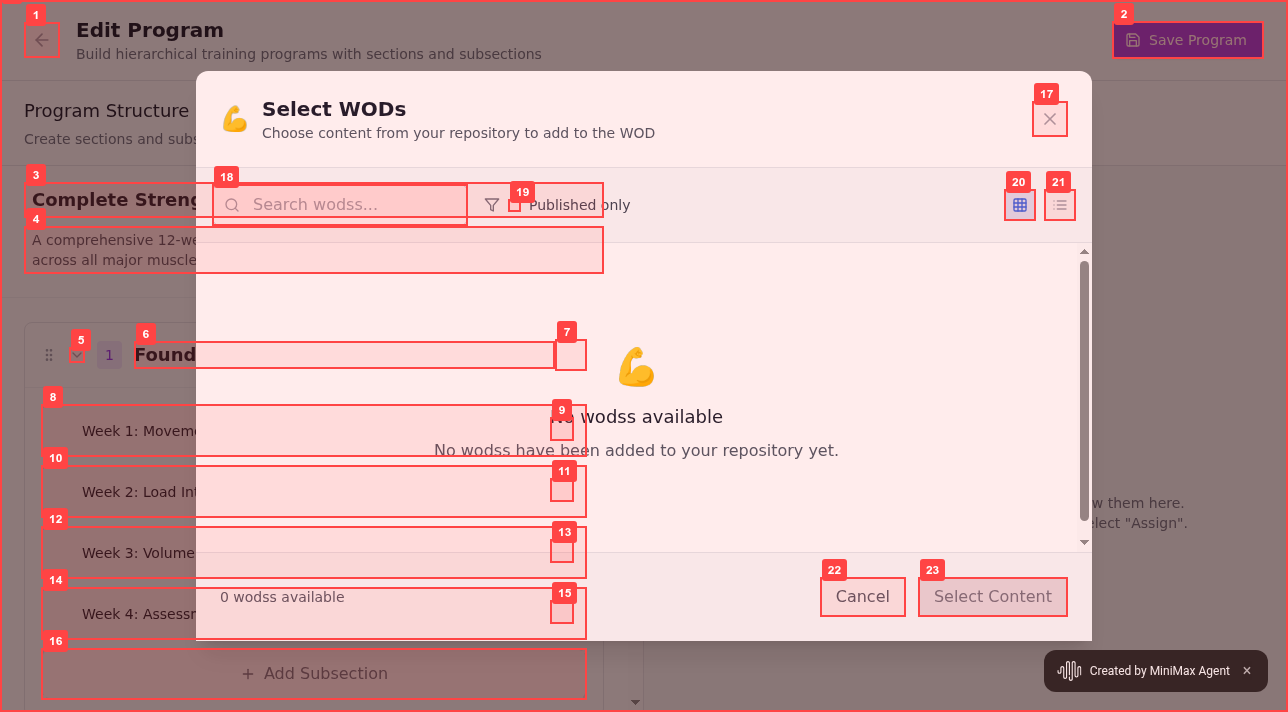 1
Edit Program
Build hierarchical training programs with sections and subsections
2
Save Program
Program Structure
Create sections and subs
💪 Select WODs
Choose content from your repository to add to the WOD
17
3
Complete Streng
18
Search wodss...
19
Published only
20
21
4
A comprehensive 12-we
across all major muscle
5
1
6
Found
7
💪
8
Week 1: Movem
9
No wodss available
No wodss have been added to your repository yet.
10
Week 2: Load Int
11
12
Week 3: Volume
13
w them here.
elect "Assign".
14
Week 4: Assessm
15
0 wodss available
22
Cancel
23
Select Content
16
+ Add Subsection
Created by MiniMax Agent ×